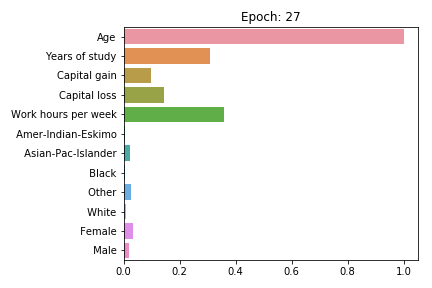 Epoch: 27
Age
Years of study
Capital gain
Capital loss
Work hours per week
Amer-Indian-Eskimo
Asian-Pac-Islander
Black
Other
White
Female
Male
0.0 0.2 0.4 0.6 0.8 1.0